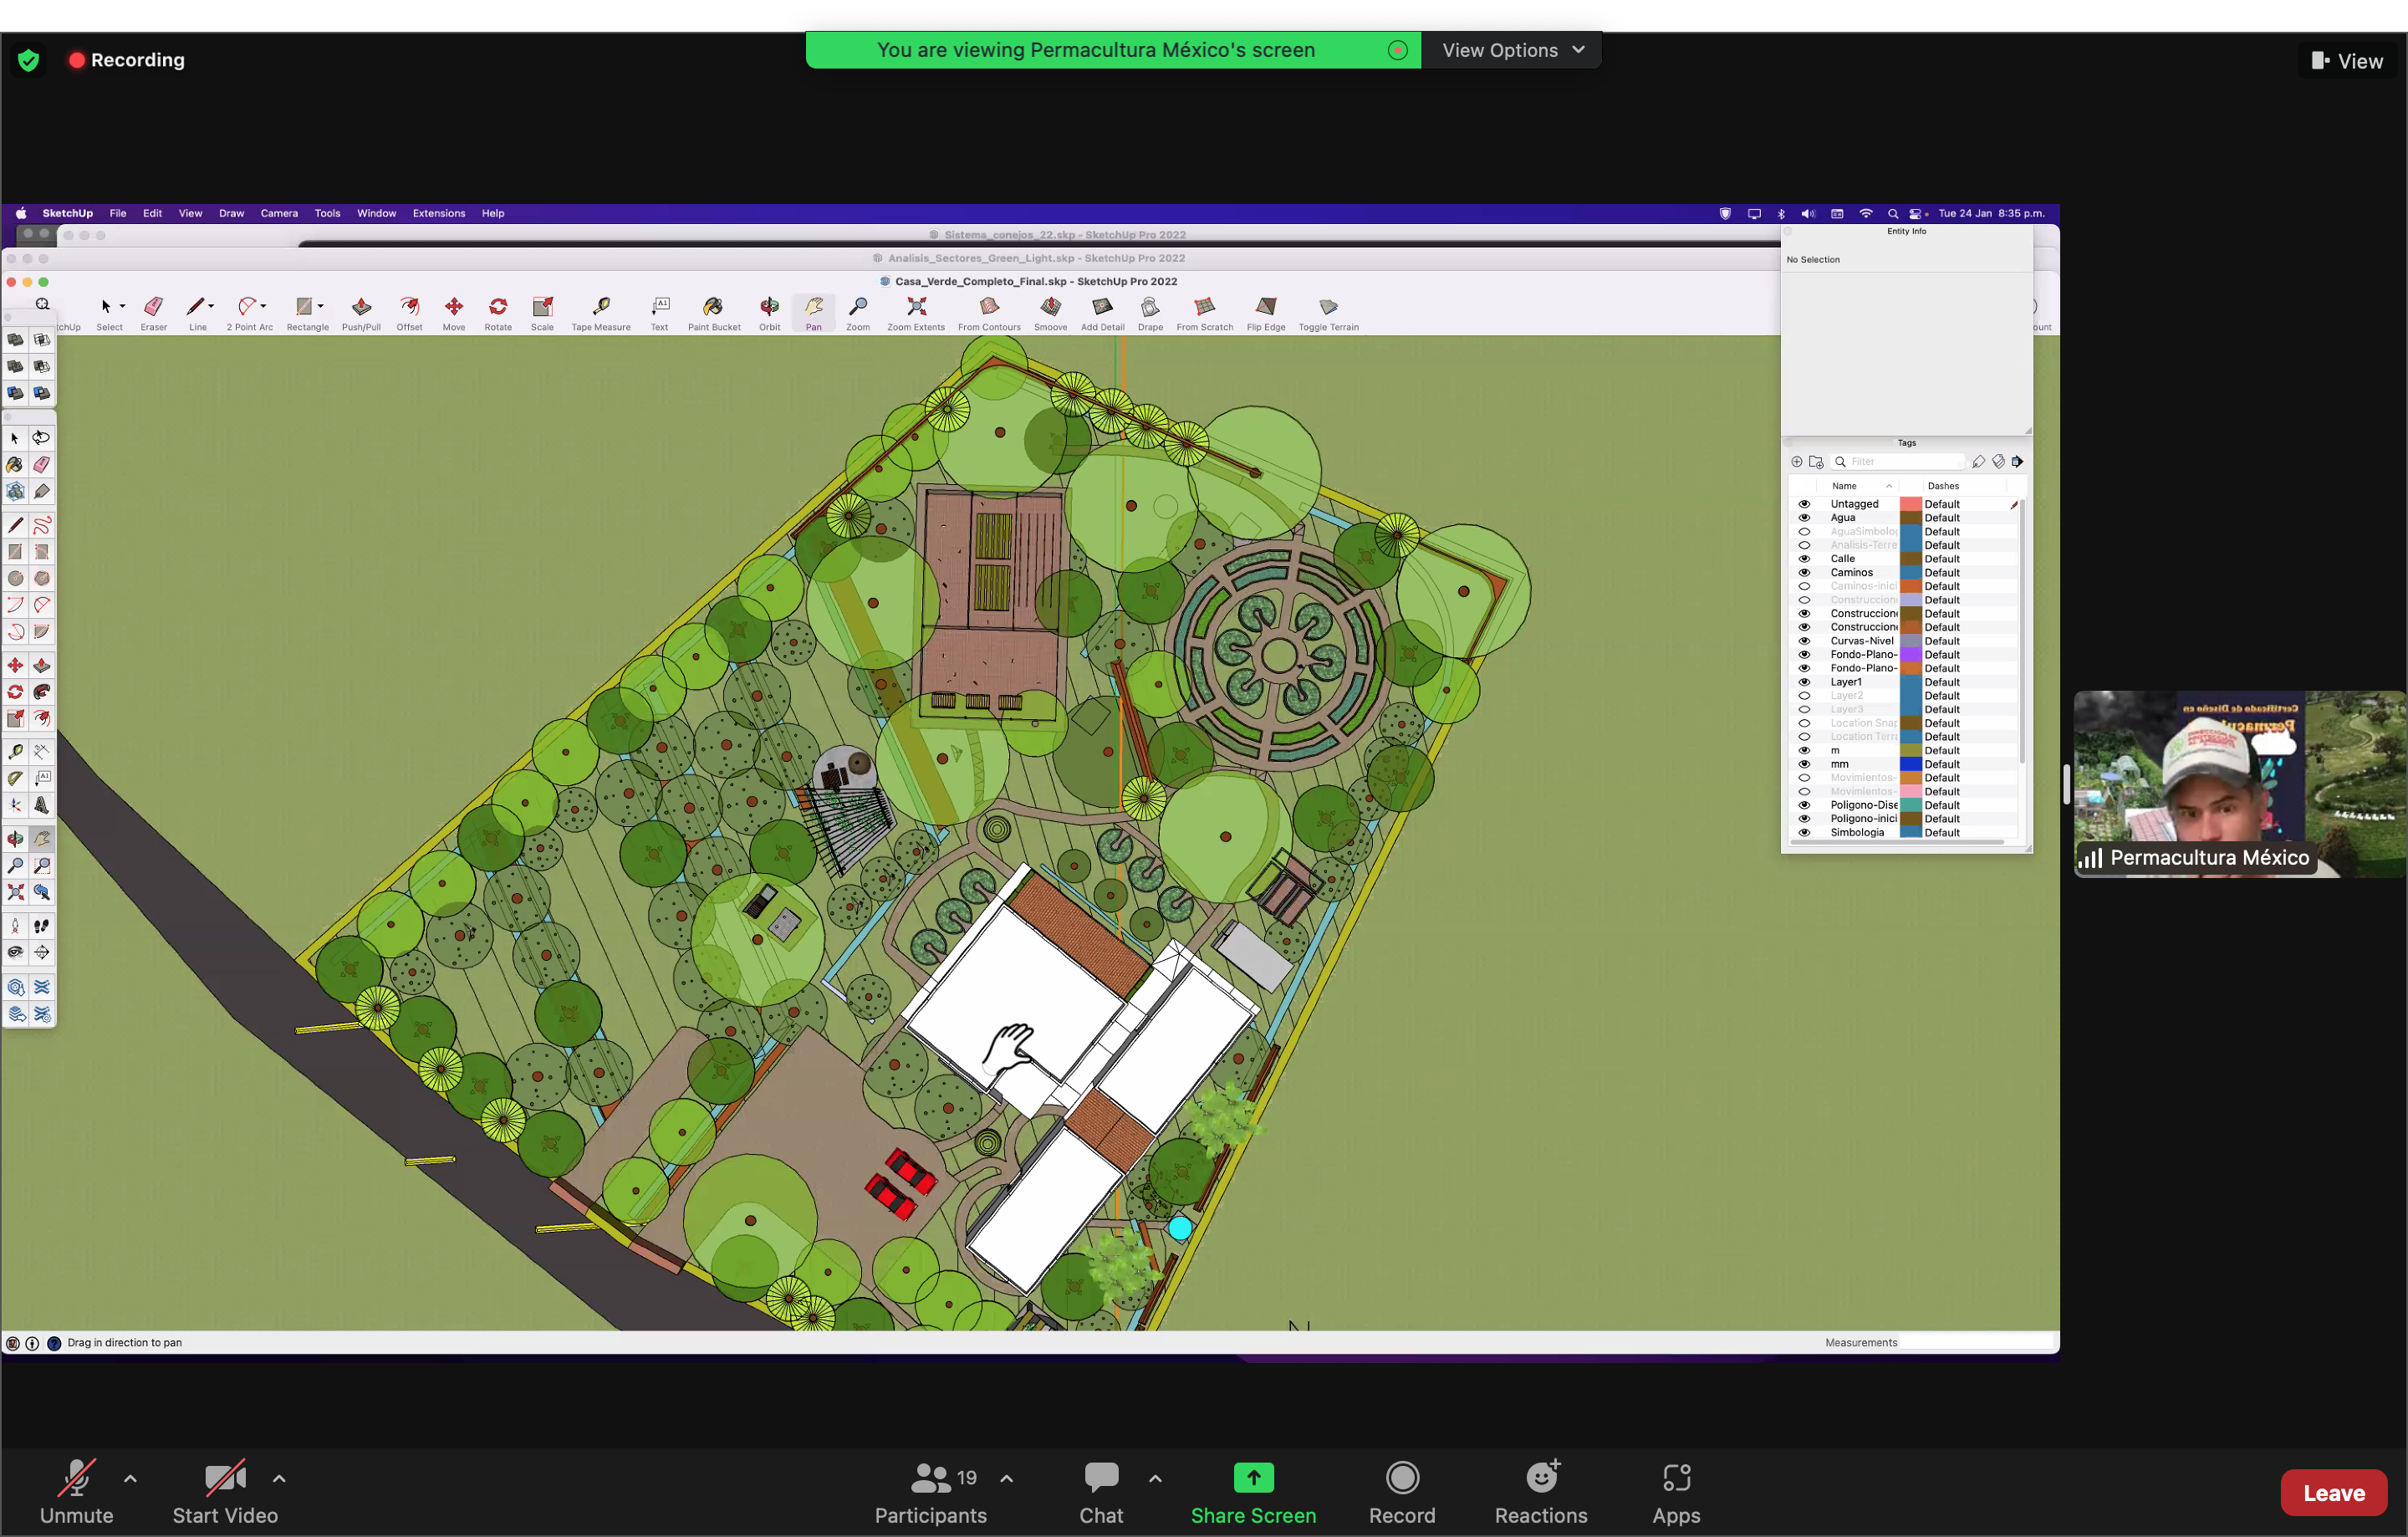 You are viewing Permacultura México's screen
View Options
Recording
View
SketchUp File Edit View Draw Camera Tools Window Extensions Help
Tue 24 Jan 8:35 p.m.
Sistema_conejos_22.skp - SketchUp Pro 2022
Analisis_Sectores_Green_Light.skp - SketchUp Pro 2022
Casa_Verde_Completo_Final.skp - SketchUp Pro 2022
Select Eraser Line 2 Point Arc Rectangle Push/Pull Offset Move Rotate Scale Tape Measure Text Paint Bucket Orbit Pan Zoom Zoom Extents From Contours Smoove Add Detail Drape From Scratch Flip Edge Toggle Terrain
Entity Info
No Selection
Tags
Filter
Name Dashes
Untagged Default
Agua Default
AguaSimbolo Default
Analisis-Terre Default
Calle Default
Caminos Default
Caminos-inici Default
Construccion Default
Construccione Default
Construccione Default
Curvas-Nivel Default
Fondo-Plano- Default
Fondo-Plano- Default
Layer1 Default
Layer2 Default
Layer3 Default
Location Snap Default
Location Terra Default
m Default
mm Default
Movimientos- Default
Movimientos- Default
Poligono-Dise Default
Poligono-inici Default
Simbologia Default
Certificado de Diseño en
Permacultura México
N
Drag in direction to pan
Measurements
Unmute
Start Video
19
Participants
Chat
Share Screen
Record
Reactions
Apps
Leave